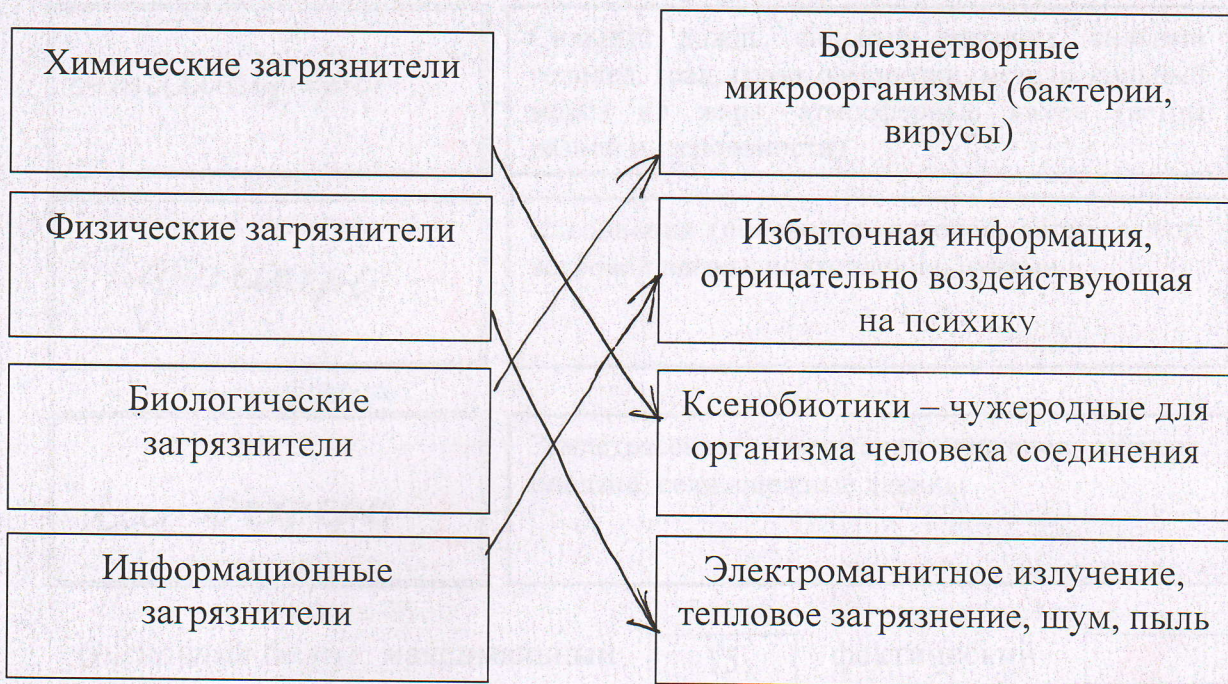 Химические загрязнители
Физические загрязнители
Биологические
загрязнители
Информационные
загрязнители
Болезнетворные
микроорганизмы (бактерии,
вирусы)
Избыточная информация,
отрицательно воздействующая
на психику
Ксенобиотики – чужеродные для
организма человека соединения
Электромагнитное излучение,
тепловое загрязнение, шум, пыль